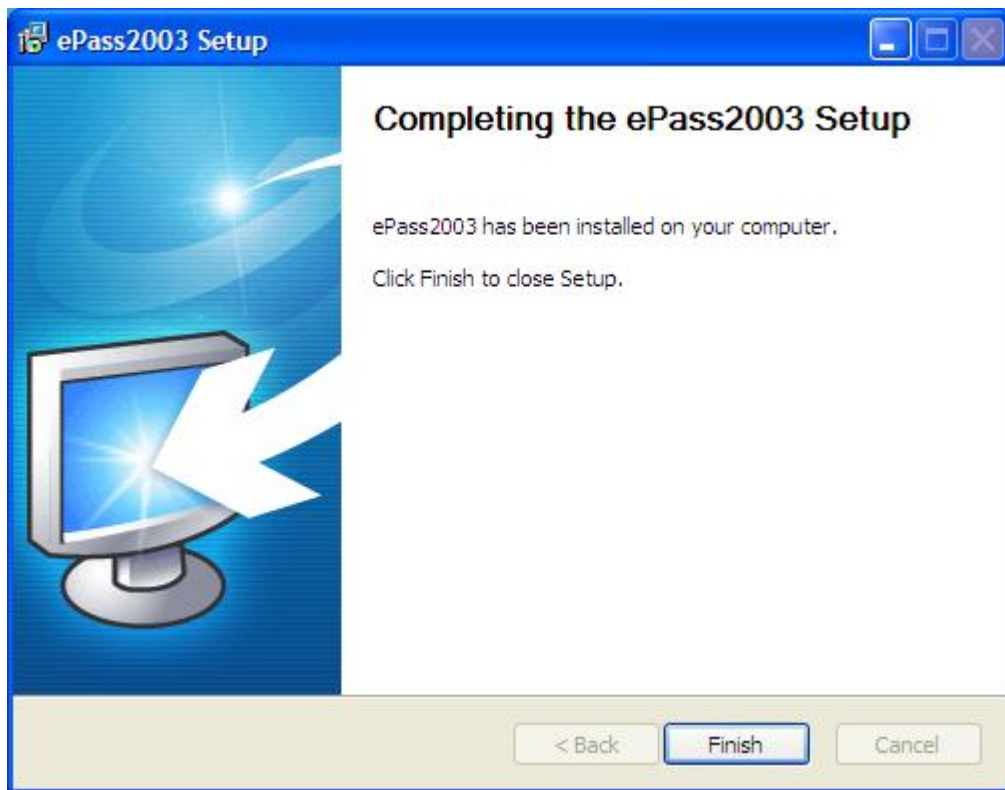 ePass2003 Setup
Completing the ePass2003 Setup
ePass2003 has been installed on your computer.
Click Finish to close Setup.
< Back Finish Cancel